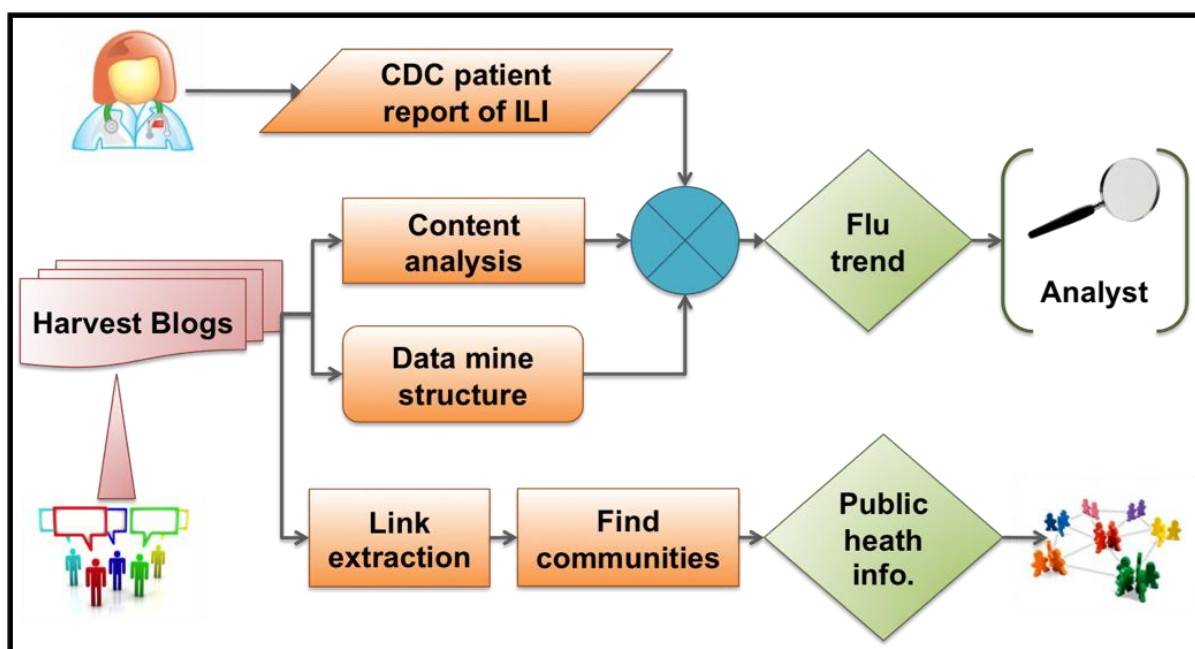 CDC patient
report of ILI
Content
analysis
Flu
trend
Analyst
Harvest Blogs
Data mine
structure
Link
extraction
Find
communities
Public
heath
info.